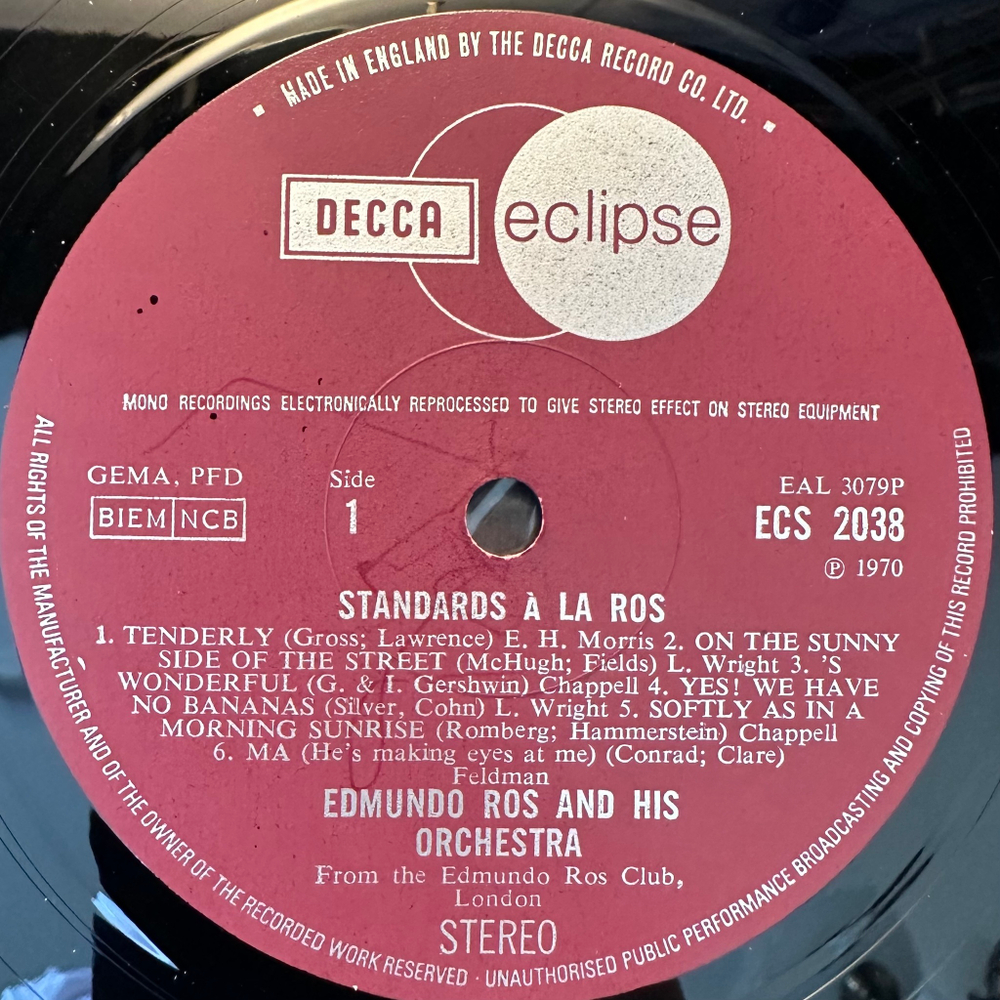 ▪ MADE IN ENGLAND BY THE DECCA RECORD CO. LTD. ▪
DECCA eclipse
MONO RECORDINGS ELECTRONICALLY REPROCESSED TO GIVE STEREO EFFECT ON STEREO EQUIPMENT
GEMA, PFD
BIEM NCB
Side
1
EAL 3079P
ECS 2038
℗ 1970
STANDARDS À LA ROS
1. TENDERLY (Gross; Lawrence) E. H. Morris 2. ON THE SUNNY
SIDE OF THE STREET (McHugh; Fields) L. Wright 3. 'S
WONDERFUL (G. & I. Gershwin) Chappell 4. YES! WE HAVE
NO BANANAS (Silver, Cohn) L. Wright 5. SOFTLY AS IN A
MORNING SUNRISE (Romberg; Hammerstein) Chappell
6. MA (He's making eyes at me) (Conrad; Clare)
Feldman
EDMUNDO ROS AND HIS
ORCHESTRA
From the Edmundo Ros Club,
London
STEREO
ALL RIGHTS OF THE MANUFACTURER AND OF THE OWNER OF THE RECORDED WORK RESERVED · UNAUTHORISED PUBLIC PERFORMANCE BROADCASTING AND COPYING OF THIS RECORD PROHIBITED